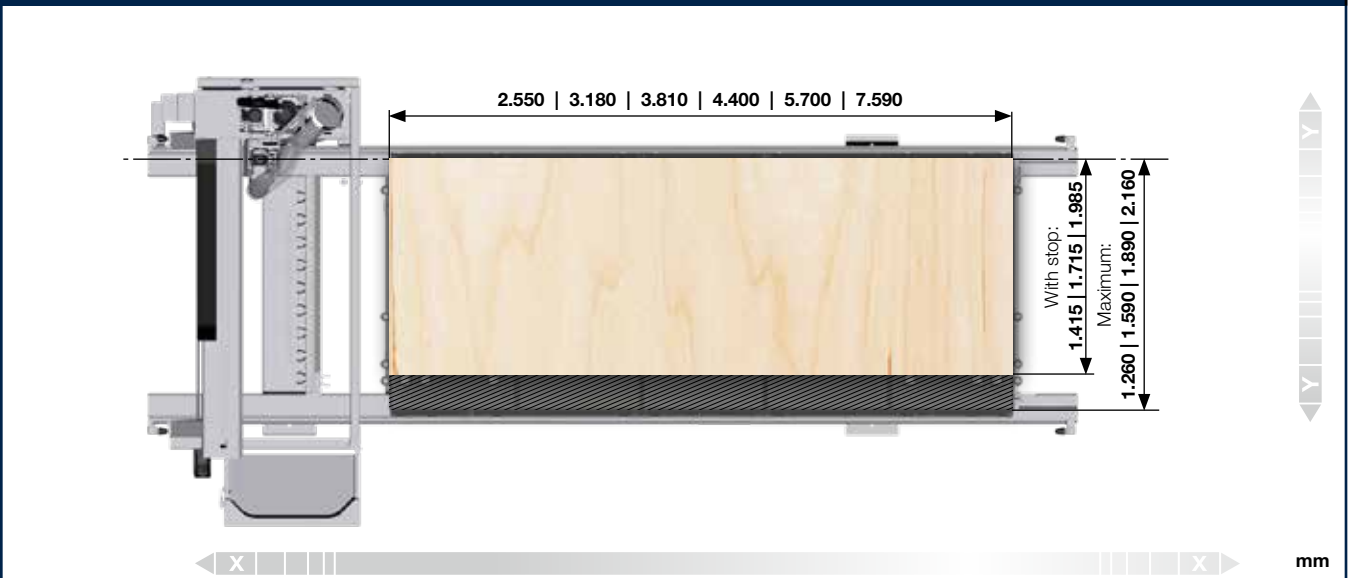 2.550 | 3.180 | 3.810 | 4.400 | 5.700 | 7.590
Y
With stop:
1.415 | 1.715 | 1.985
Maximum:
1.260 | 1.590 | 1.890 | 2.160
Y
X
X
mm